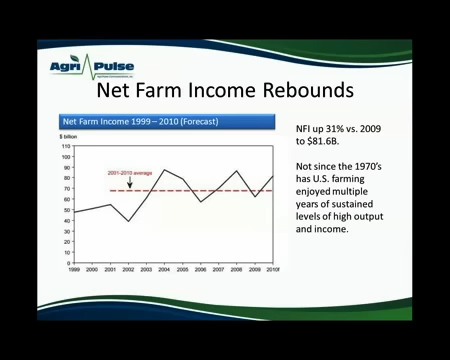 Agri Pulse
Net Farm Income Rebounds
Net Farm Income 1999 – 2010 (Forecast)
$ billion
110
100
90
80
70
60
50
40
30
20
10
0
2001-2010 average
1999 2000 2001 2002 2003 2004 2005 2006 2007 2008 2009 2010f
NFI up 31% vs. 2009
to $81.6B.
Not since the 1970's
has U.S. farming
enjoyed multiple
years of sustained
levels of high output
and income.